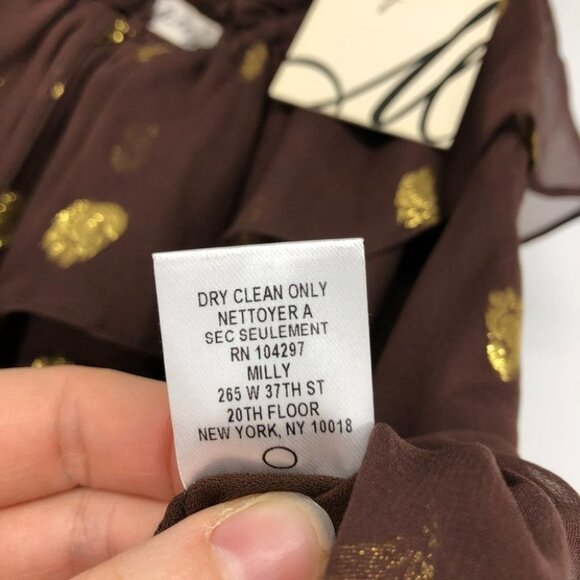 DRY CLEAN ONLY
NETTOYER A
SEC SEULEMENT
RN 104297
MILLY
265 W 37TH ST
20TH FLOOR
NEW YORK, NY 10018